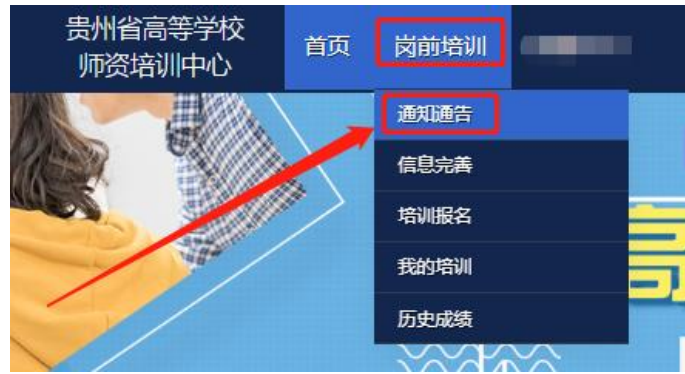 贵州省高等学校
师资培训中心
首页 岗前培训
通知通告
信息完善
培训报名
我的培训
历史成绩